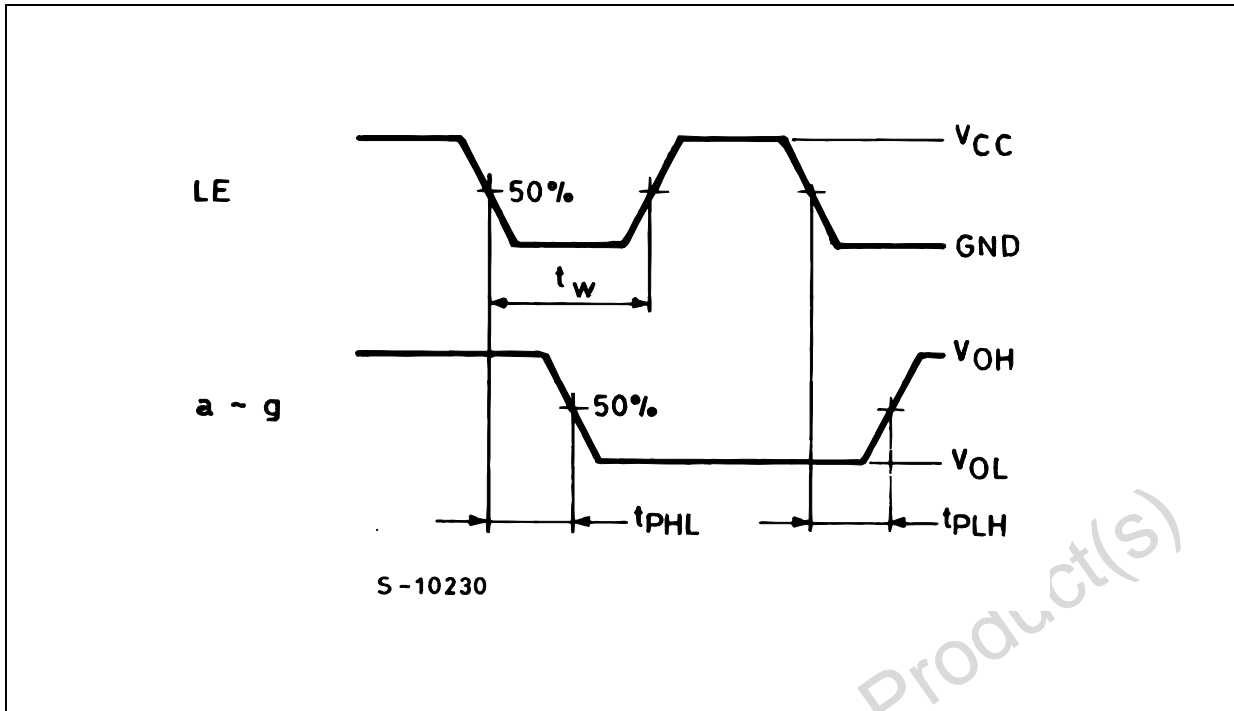 VCC
LE
50%
GND
tw
VOH
a ~ g
50%
VOL
tPHL
tPLH
S-10230
Product(s)